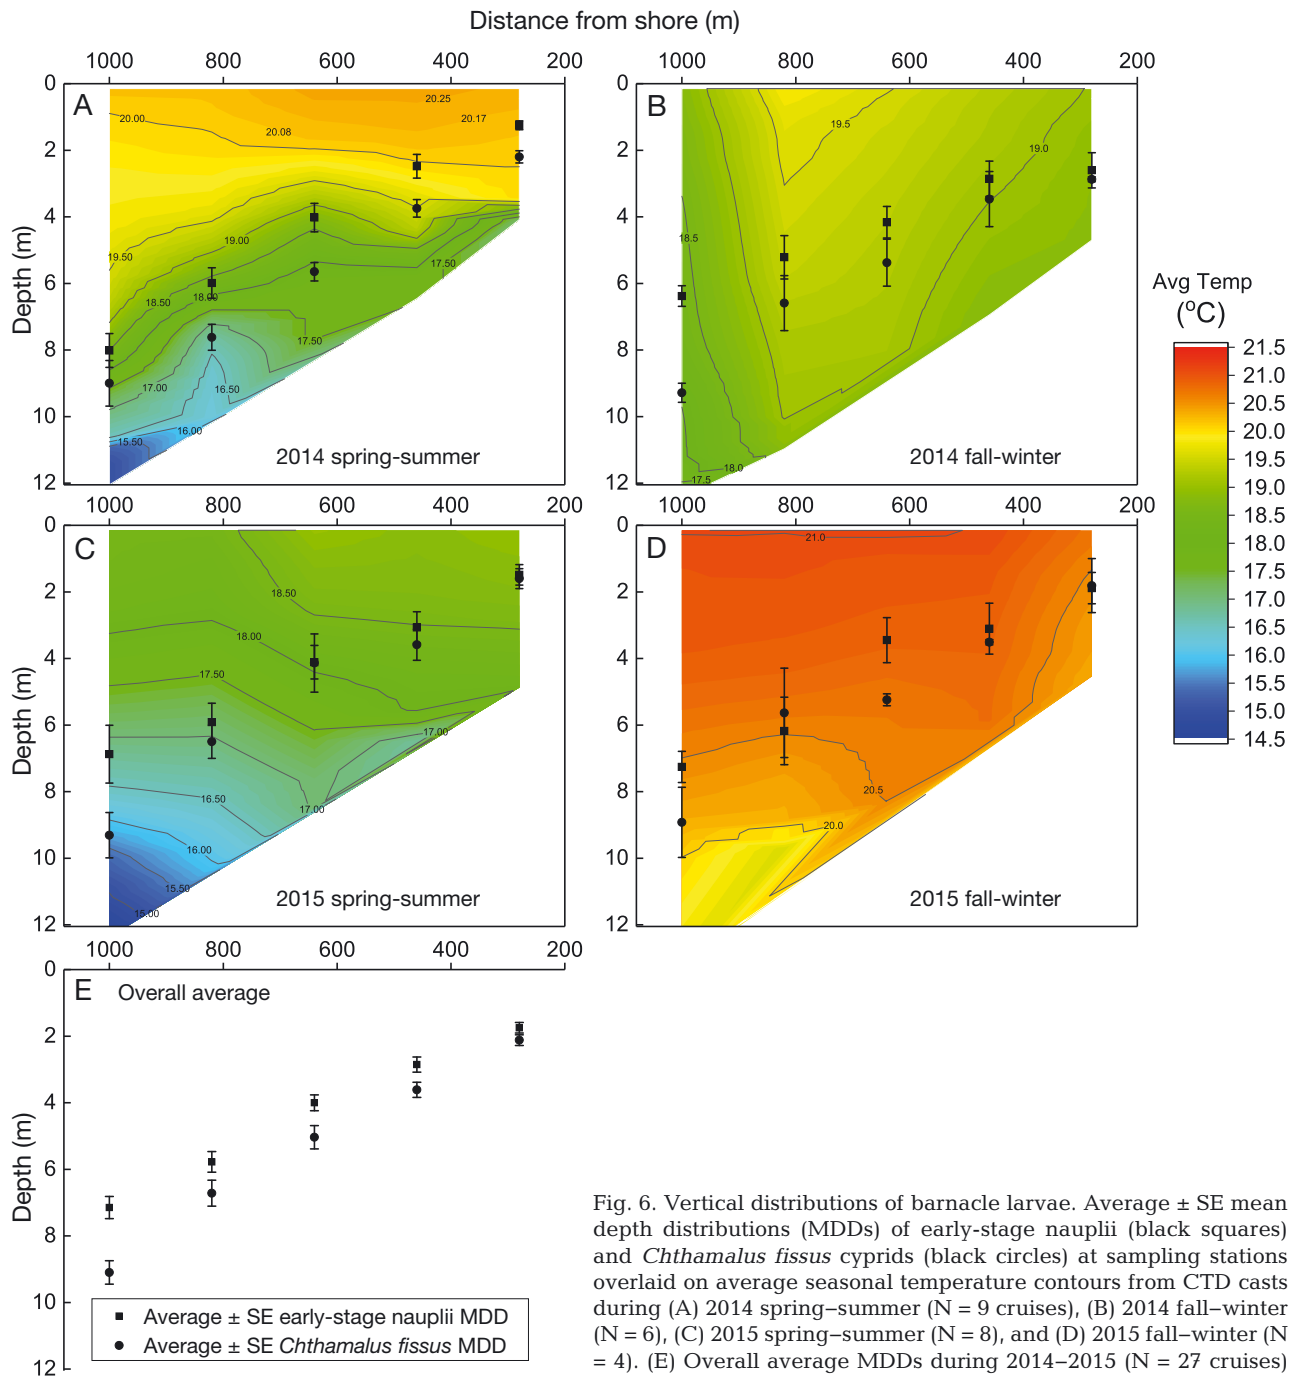 Distance from shore (m)
1000 800 600 400 200
1000 800 600 400 200
0
2
4
6
8
10
12
Depth (m)
A
20.25
20.00
20.08
20.17
19.50
19.00
18.50
18.00
17.50
17.50
17.00
16.50
16.00
15.50
2014 spring-summer
0
2
4
6
8
10
12
B
19.5
19.0
18.5
18.0
17.5
2014 fall-winter
Avg Temp
(°C)
21.5
21.0
20.5
20.0
19.5
19.0
18.5
18.0
17.5
17.0
16.5
16.0
15.5
15.0
14.5
1000 800 600 400 200
1000 800 600 400 200
0
2
4
6
8
10
12
Depth (m)
C
18.50
18.00
17.50
17.00
17.00
16.50
16.00
15.50
15.00
2015 spring-summer
0
2
4
6
8
10
12
D
21.0
20.5
20.0
2015 fall-winter
1000 800 600 400 200
0
2
4
6
8
10
12
Depth (m)
E Overall average
Average ± SE early-stage nauplii MDD
Average ± SE Chthamalus fissus MDD
Fig. 6. Vertical distributions of barnacle larvae. Average ± SE mean
depth distributions (MDDs) of early-stage nauplii (black squares)
and Chthamalus fissus cyprids (black circles) at sampling stations
overlaid on average seasonal temperature contours from CTD casts
during (A) 2014 spring–summer (N = 9 cruises), (B) 2014 fall–winter
(N = 6), (C) 2015 spring–summer (N = 8), and (D) 2015 fall–winter (N
= 4). (E) Overall average MDDs during 2014–2015 (N = 27 cruises)